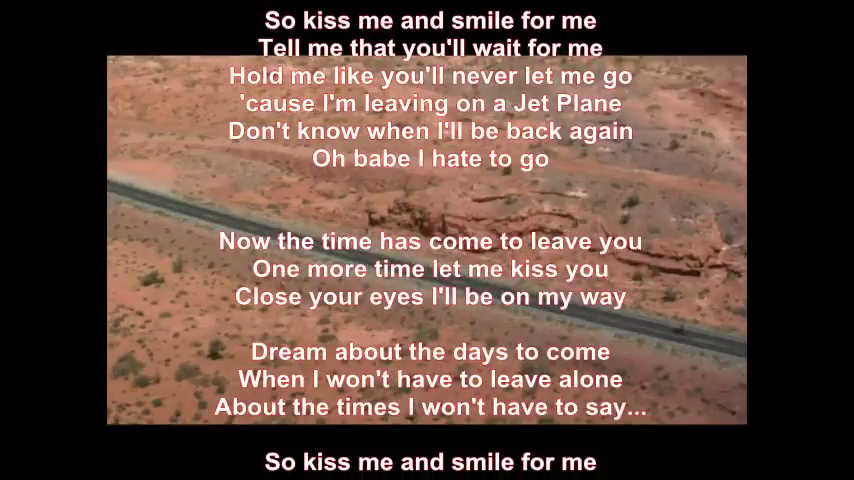 So kiss me and smile for me
Tell me that you'll wait for me
Hold me like you'll never let me go
'cause I'm leaving on a Jet Plane
Don't know when I'll be back again
Oh babe I hate to go
Now the time has come to leave you
One more time let me kiss you
Close your eyes I'll be on my way
Dream about the days to come
When I won't have to leave alone
About the times I won't have to say...
So kiss me and smile for me